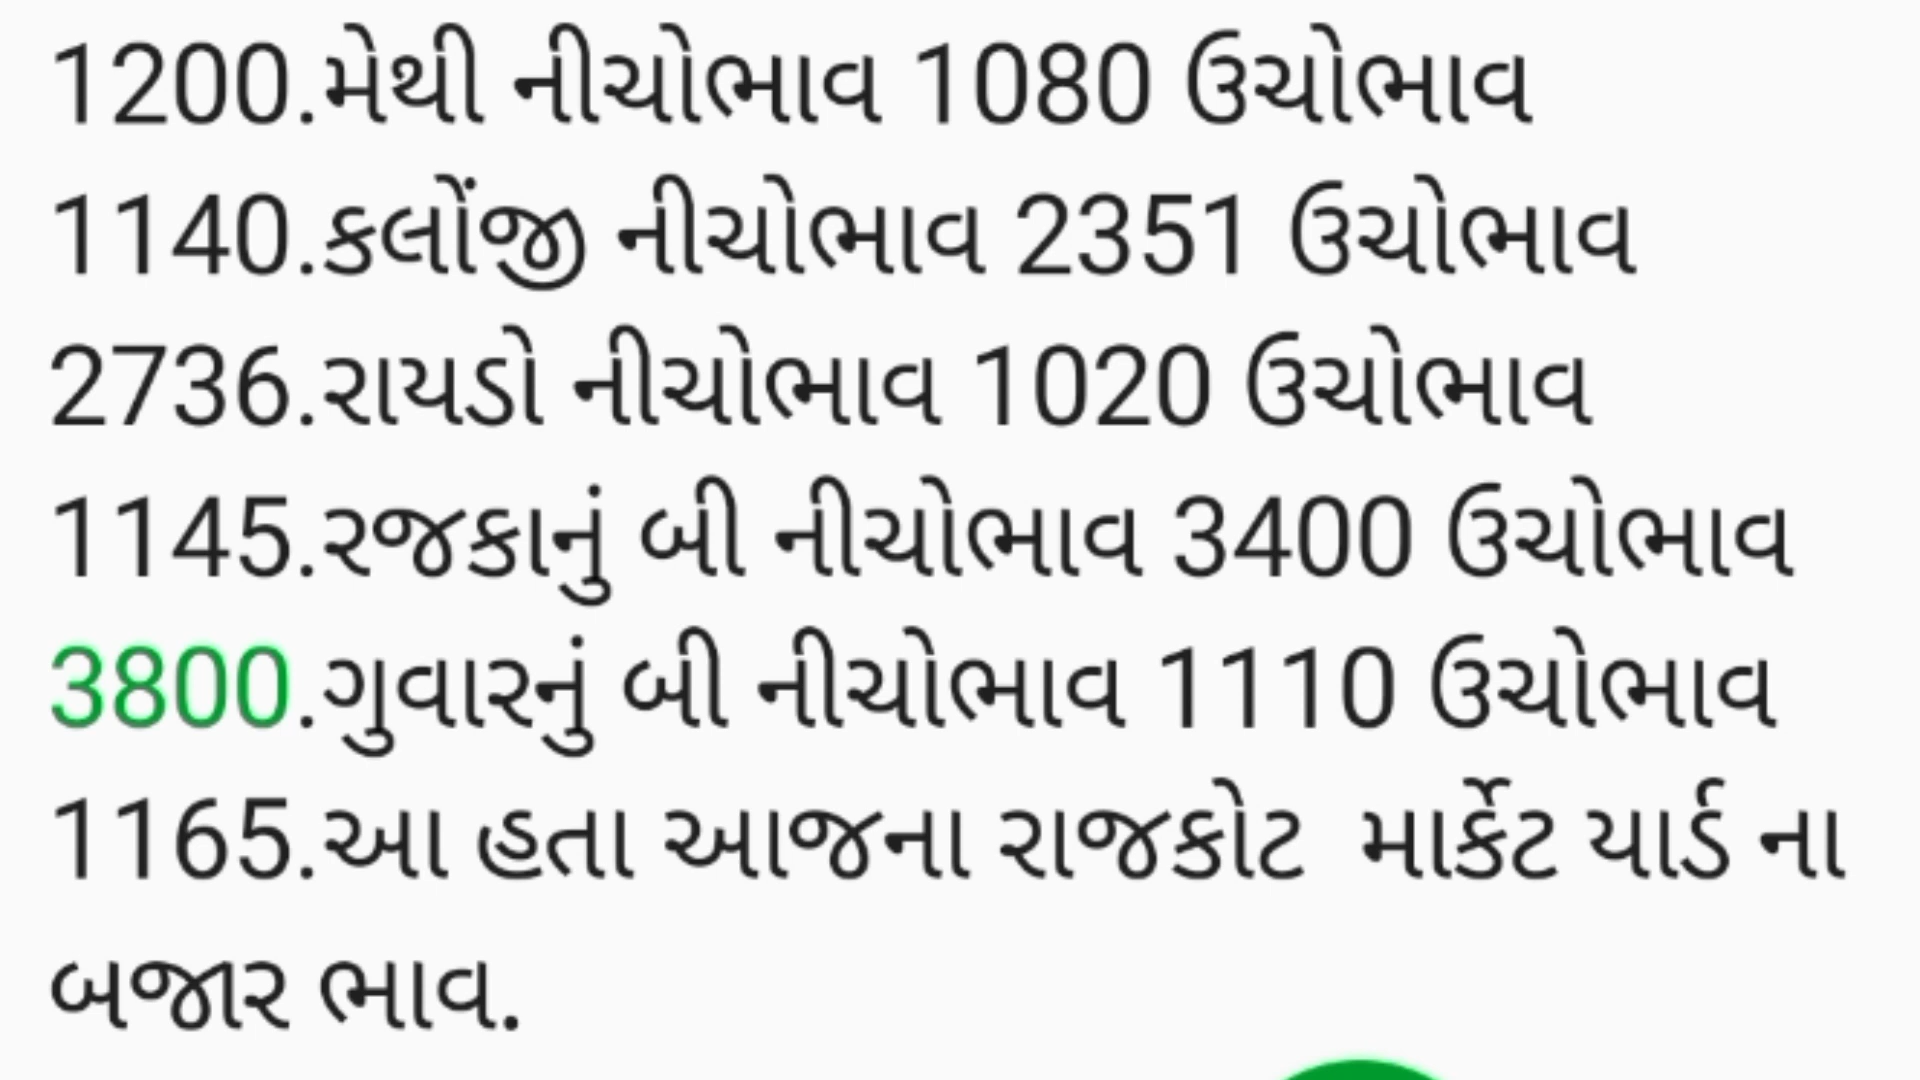 1200.મેથી નીચોભાવ 1080 ઉચોભાવ
1140.કલોંજી નીચોભાવ 2351 ઉચોભાવ
2736.રાયડો નીચોભાવ 1020 ઉચોભાવ
1145.રજકાનું બી નીચોભાવ 3400 ઉચોભાવ
3800.ગુવારનું બી નીચોભાવ 1110 ઉચોભાવ
1165.આ હતા આજના રાજકોટ  માર્કેટ યાર્ડ ના
બજાર ભાવ.